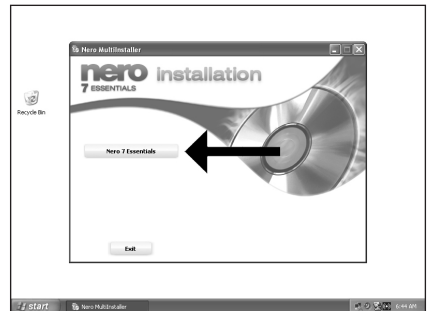 Nero MultiInstaller
nero installation
7 ESSENTIALS
Recycle Bin
Nero 7 Essentials
Exit
start
Nero MultiInstaller
6:44 AM